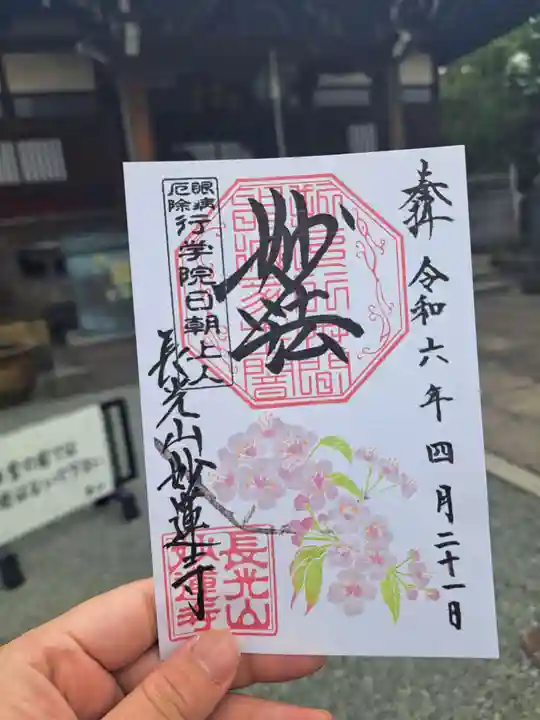 奉拝
令和六年四月二十一日
妙法
眼病
厄除
行学院日朝上人
長光山妙蓮寺
長光山
妙蓮寺